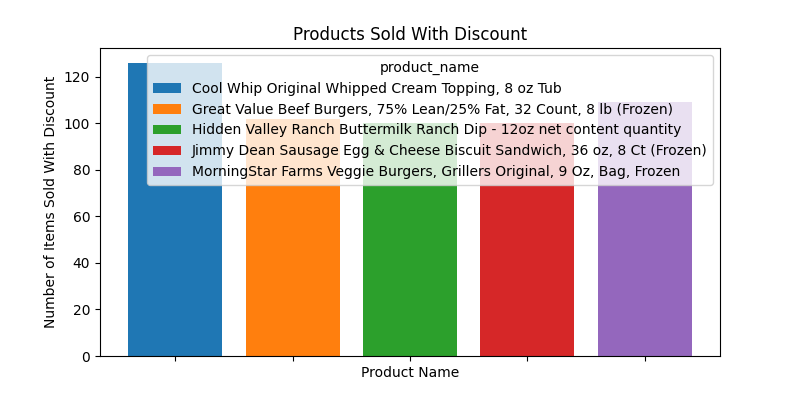 Products Sold With Discount
product_name
Cool Whip Original Whipped Cream Topping, 8 oz Tub
Great Value Beef Burgers, 75% Lean/25% Fat, 32 Count, 8 lb (Frozen)
Hidden Valley Ranch Buttermilk Ranch Dip - 12oz net content quantity
Jimmy Dean Sausage Egg & Cheese Biscuit Sandwich, 36 oz, 8 Ct (Frozen)
MorningStar Farms Veggie Burgers, Grillers Original, 9 Oz, Bag, Frozen
Number of Items Sold With Discount
120
100
80
60
40
20
0
Product Name